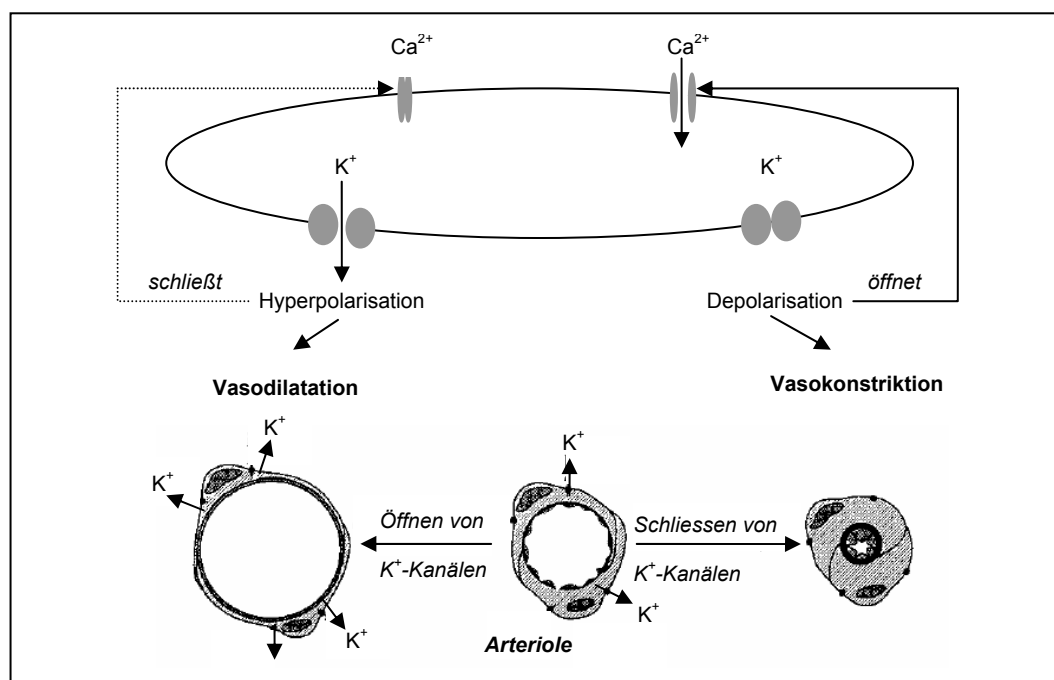 Ca²⁺ Ca²⁺
K⁺ K⁺
schließt öffnet
Hyperpolarisation Depolarisation
Vasodilatation Vasokonstriktion
K⁺ K⁺
K⁺
Öffnen von Schliessen von
K⁺-Kanälen K⁺-Kanälen
K⁺ K⁺
Arteriole